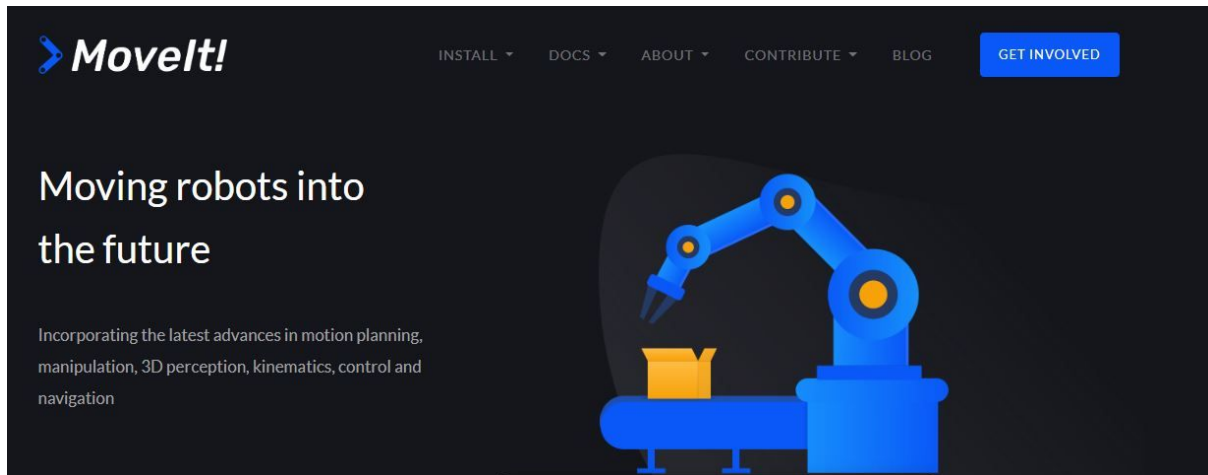 MoveIt!
INSTALL DOCS ABOUT CONTRIBUTE BLOG GET INVOLVED
Moving robots into
the future
Incorporating the latest advances in motion planning,
manipulation, 3D perception, kinematics, control and
navigation